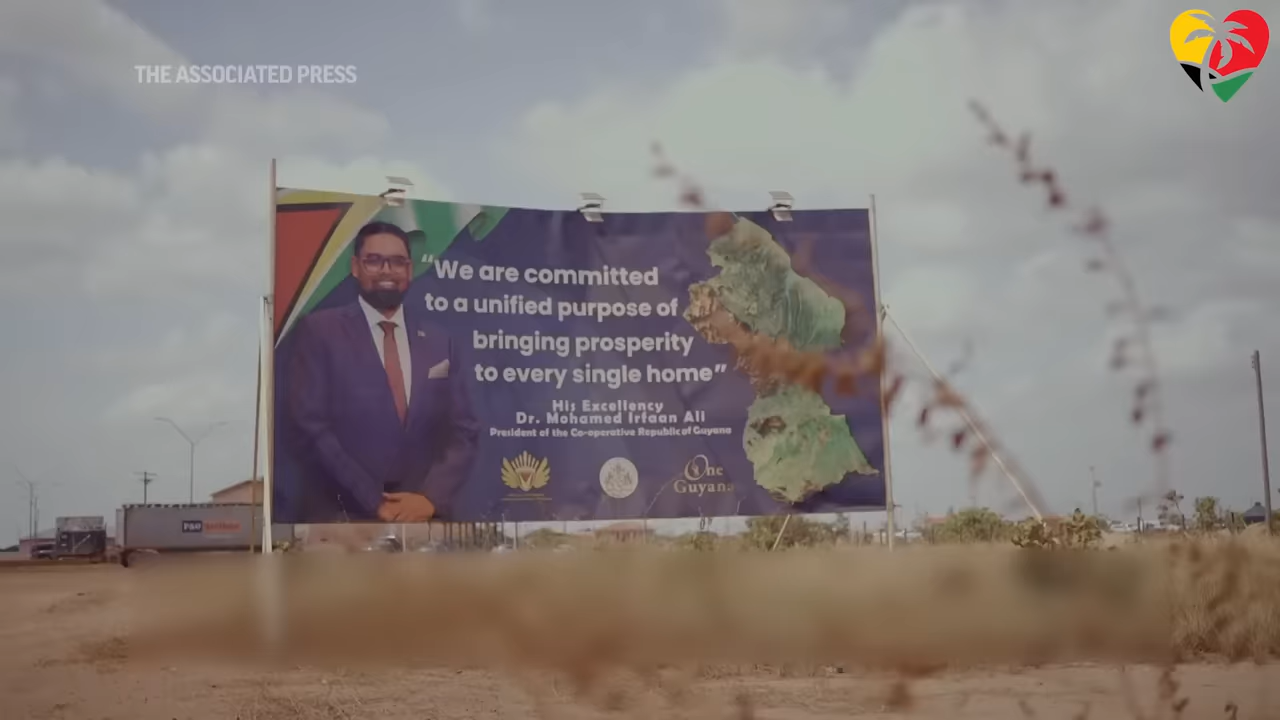 THE ASSOCIATED PRESS
“We are committed
to a unified purpose of
bringing prosperity
to every single home”
His Excellency
Dr. Mohamed Irfaan Ali
President of the Co-operative Republic of Guyana
One
Guyana
P&O